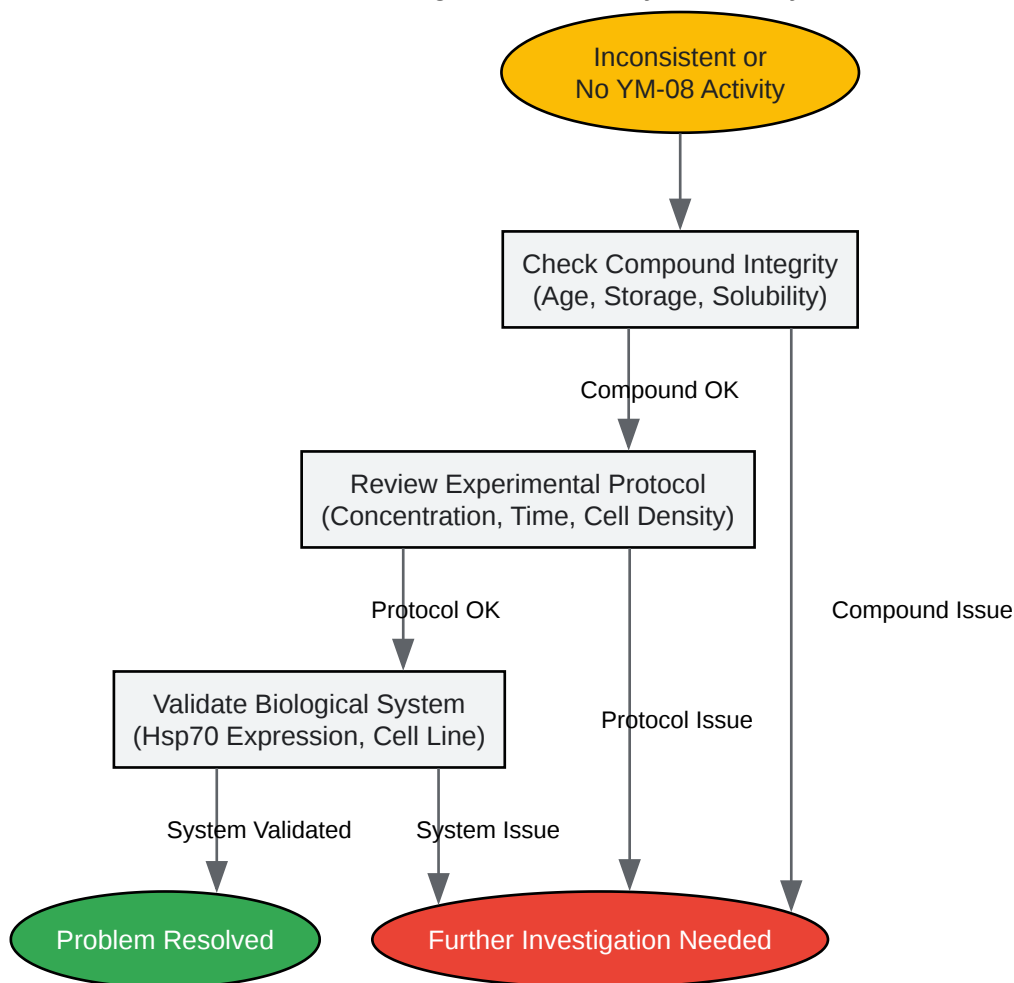 Inconsistent or
No YM-08 Activity
Check Compound Integrity
(Age, Storage, Solubility)
Compound OK
Review Experimental Protocol
(Concentration, Time, Cell Density)
Protocol OK
Compound Issue
Validate Biological System
(Hsp70 Expression, Cell Line)
Protocol Issue
System Validated
System Issue
Problem Resolved
Further Investigation Needed